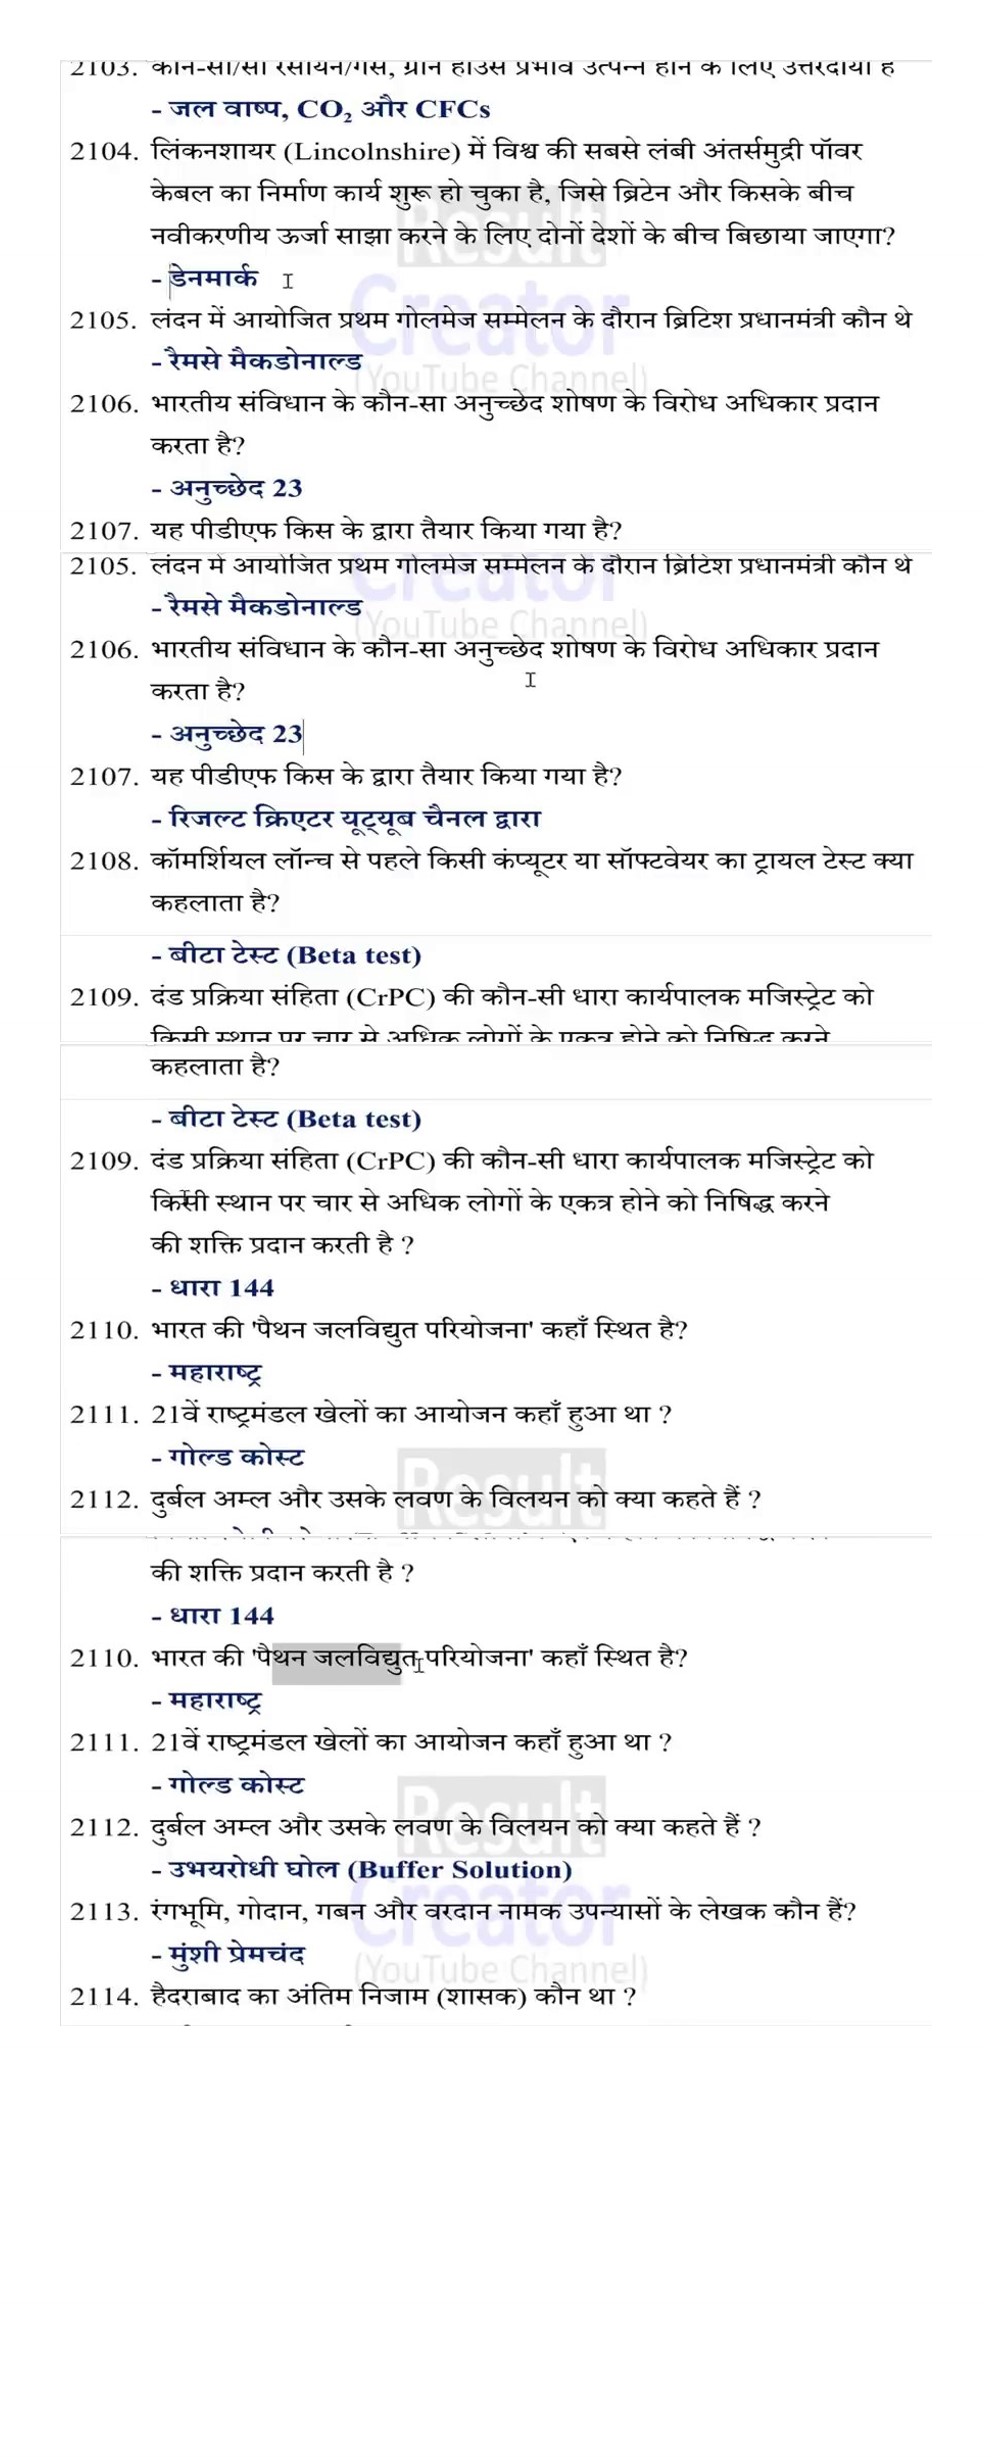 2103. कौन-सा/सी रसायन/गैस, ग्रीन हाउस प्रभाव उत्पन्न होने के लिए उत्तरदायी है
- जल वाष्प, CO₂ और CFCs
2104. लिंकनशायर (Lincolnshire) में विश्व की सबसे लंबी अंतर्समुद्री पॉवर
केबल का निर्माण कार्य शुरू हो चुका है, जिसे ब्रिटेन और किसके बीच
नवीकरणीय ऊर्जा साझा करने के लिए दोनों देशों के बीच बिछाया जाएगा?
- डेनमार्क
2105. लंदन में आयोजित प्रथम गोलमेज सम्मेलन के दौरान ब्रिटिश प्रधानमंत्री कौन थे
- रैमसे मैकडोनाल्ड
2106. भारतीय संविधान के कौन-सा अनुच्छेद शोषण के विरोध अधिकार प्रदान
करता है?
- अनुच्छेद 23
2107. यह पीडीएफ किस के द्वारा तैयार किया गया है?
2105. लंदन में आयोजित प्रथम गोलमेज सम्मेलन के दौरान ब्रिटिश प्रधानमंत्री कौन थे
- रैमसे मैकडोनाल्ड
2106. भारतीय संविधान के कौन-सा अनुच्छेद शोषण के विरोध अधिकार प्रदान
करता है?
- अनुच्छेद 23
2107. यह पीडीएफ किस के द्वारा तैयार किया गया है?
- रिजल्ट क्रिएटर यूट्यूब चैनल द्वारा
2108. कॉमर्शियल लॉन्च से पहले किसी कंप्यूटर या सॉफ्टवेयर का ट्रायल टेस्ट क्या
कहलाता है?
- बीटा टेस्ट (Beta test)
2109. दंड प्रक्रिया संहिता (CrPC) की कौन-सी धारा कार्यपालक मजिस्ट्रेट को
किसी स्थान पर चार से अधिक लोगों के एकत्र होने को निषिद्ध करने
कहलाता है?
- बीटा टेस्ट (Beta test)
2109. दंड प्रक्रिया संहिता (CrPC) की कौन-सी धारा कार्यपालक मजिस्ट्रेट को
किसी स्थान पर चार से अधिक लोगों के एकत्र होने को निषिद्ध करने
की शक्ति प्रदान करती है ?
- धारा 144
2110. भारत की 'पैथन जलविद्युत परियोजना' कहाँ स्थित है?
- महाराष्ट्र
2111. 21वें राष्ट्रमंडल खेलों का आयोजन कहाँ हुआ था ?
- गोल्ड कोस्ट
2112. दुर्बल अम्ल और उसके लवण के विलयन को क्या कहते हैं ?
की शक्ति प्रदान करती है ?
- धारा 144
2110. भारत की 'पैथन जलविद्युत परियोजना' कहाँ स्थित है?
- महाराष्ट्र
2111. 21वें राष्ट्रमंडल खेलों का आयोजन कहाँ हुआ था ?
- गोल्ड कोस्ट
2112. दुर्बल अम्ल और उसके लवण के विलयन को क्या कहते हैं ?
- उभयरोधी घोल (Buffer Solution)
2113. रंगभूमि, गोदान, गबन और वरदान नामक उपन्यासों के लेखक कौन हैं?
- मुंशी प्रेमचंद
2114. हैदराबाद का अंतिम निजाम (शासक) कौन था ?
Result
Creator
(YouTube Channel)
Creator
(YouTube Channel)
Result
Result
Creator
(YouTube Channel)